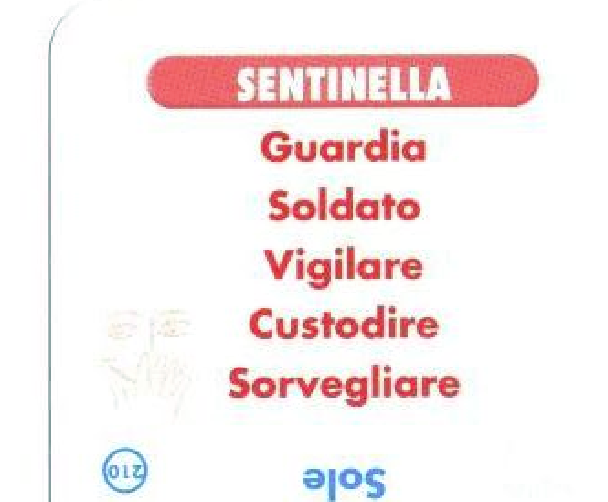 SENTINELLA
Guardia
Soldato
Vigilare
Custodire
Sorvegliare
210
Sole